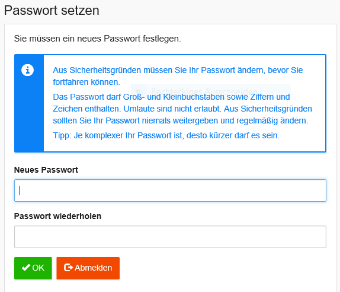 Passwort setzen
Sie müssen ein neues Passwort festlegen.
Aus Sicherheitsgründen müssen Sie Ihr Passwort ändern, bevor Sie
fortfahren können.
Das Passwort darf Groß- und Kleinbuchstaben sowie Ziffern und
Zeichen enthalten. Umlaute sind nicht erlaubt. Aus Sicherheitsgründen
sollten Sie Ihr Passwort niemals weitergeben und regelmäßig ändern.
Tipp: Je komplexer Ihr Passwort ist, desto kürzer darf es sein.
Neues Passwort
Passwort wiederholen
OK
Abmelden